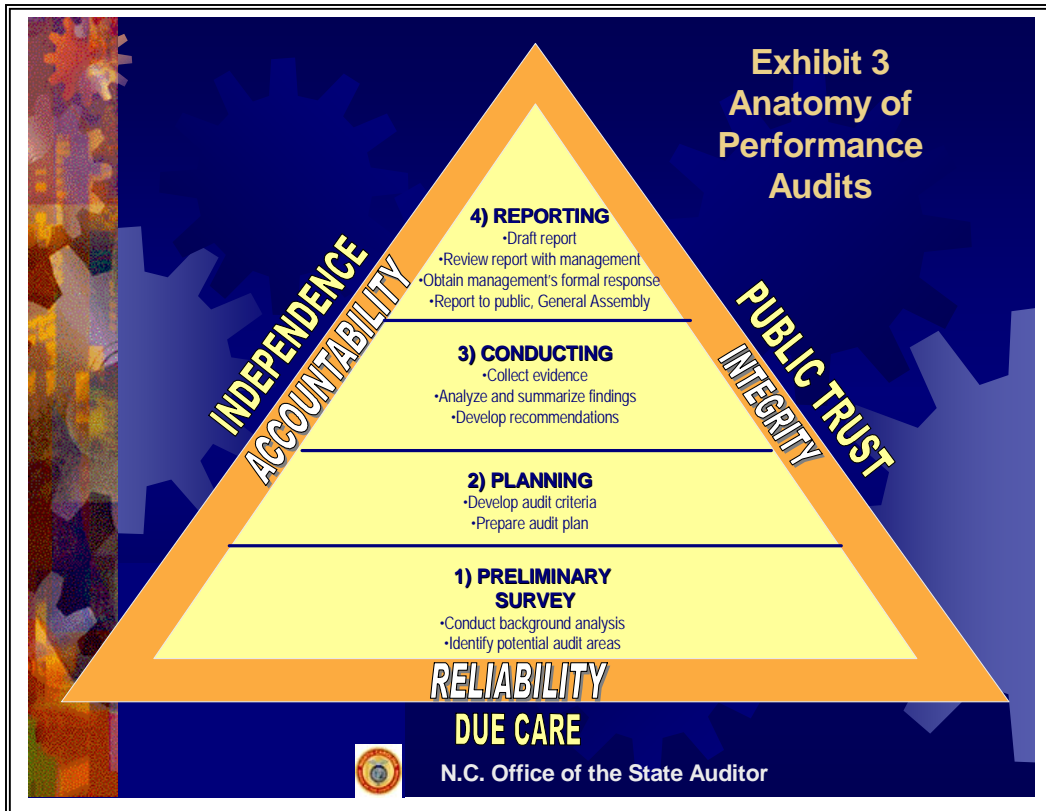 Exhibit 3
Anatomy of
Performance
Audits
INDEPENDENCE
ACCOUNTABILITY
PUBLIC TRUST
INTEGRITY
4) REPORTING
•Draft report
•Review report with management
•Obtain management's formal response
•Report to public, General Assembly
3) CONDUCTING
•Collect evidence
•Analyze and summarize findings
•Develop recommendations
2) PLANNING
•Develop audit criteria
•Prepare audit plan
1) PRELIMINARY
SURVEY
•Conduct background analysis
•Identify potential audit areas
RELIABILITY
DUE CARE
N.C. Office of the State Auditor